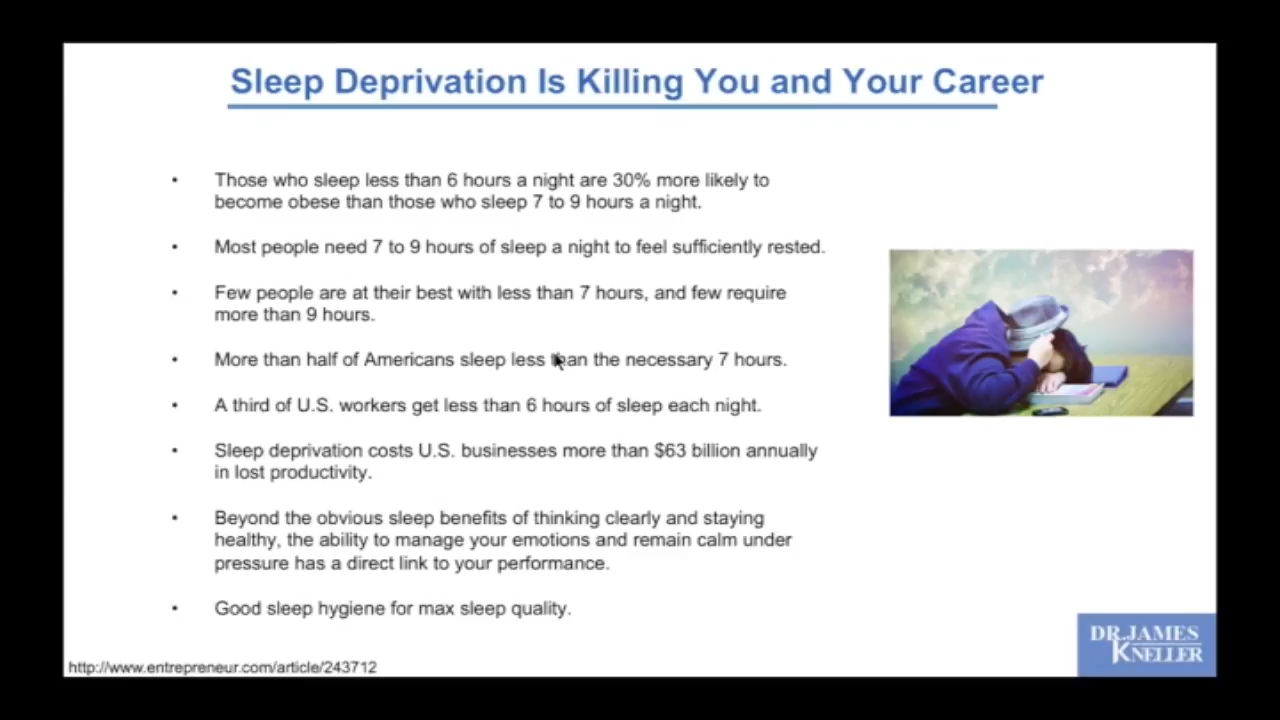 Sleep Deprivation Is Killing You and Your Career
• Those who sleep less than 6 hours a night are 30% more likely to
become obese than those who sleep 7 to 9 hours a night.
• Most people need 7 to 9 hours of sleep a night to feel sufficiently rested.
• Few people are at their best with less than 7 hours, and few require
more than 9 hours.
• More than half of Americans sleep less than the necessary 7 hours.
• A third of U.S. workers get less than 6 hours of sleep each night.
• Sleep deprivation costs U.S. businesses more than $63 billion annually
in lost productivity.
• Beyond the obvious sleep benefits of thinking clearly and staying
healthy, the ability to manage your emotions and remain calm under
pressure has a direct link to your performance.
• Good sleep hygiene for max sleep quality.
DR.JAMES
KNELLER
http://www.entrepreneur.com/article/243712